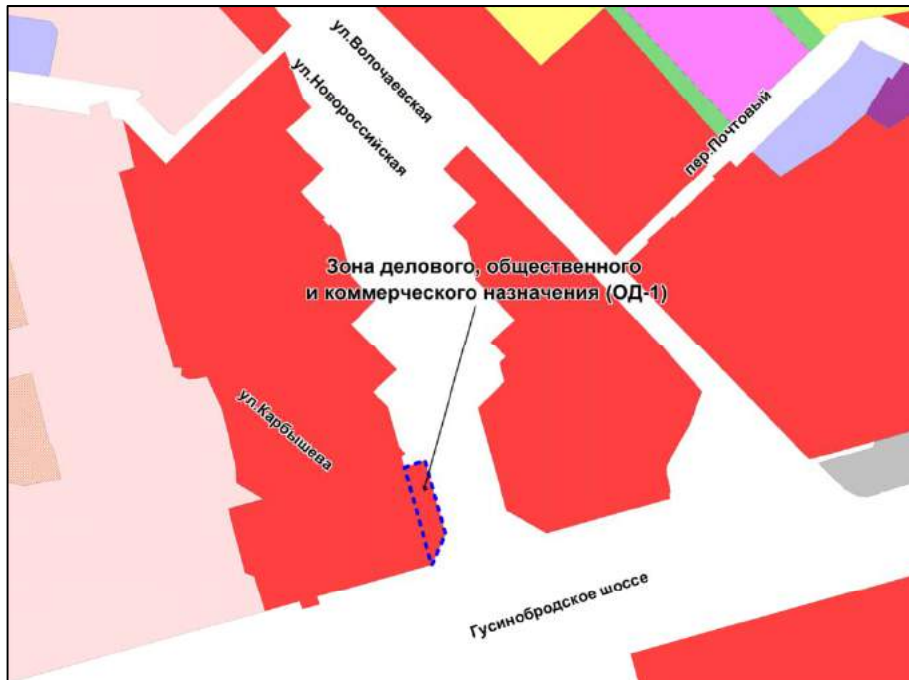 ул.Волочаевская
ул.Новороссийская
пер.Почтовый
Зона делового, общественного
и коммерческого назначения (ОД-1)
ул.Карбышева
Гусинобродское шоссе